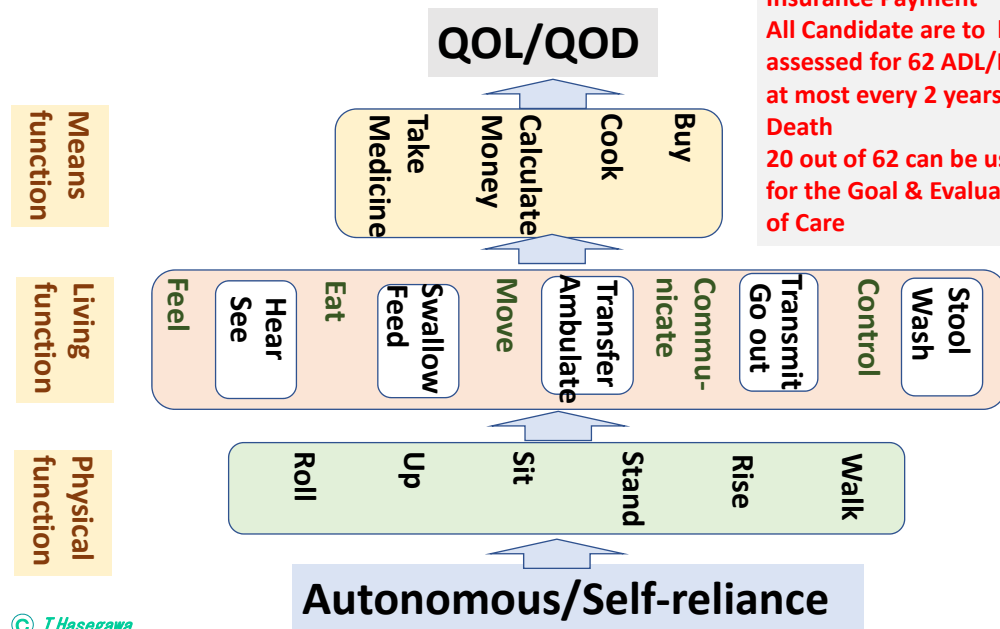 QOL/QOD
Insurance Payment
All Candidate are to
assessed for 62 ADL/
at most every 2 years
Death
20 out of 62 can be us
for the Goal & Evalua
of Care
Means
function
Take
Medicine
Calculate
Money
Cook
Buy
Living
function
Feel
Hear
See
Eat
Swallow
Feed
Move
Transfer
Ambulate
Commu-
nicate
Transmit
Go out
Control
Stool
Wash
Physical
function
Roll
Up
Sit
Stand
Rise
Walk
Autonomous/Self-reliance
© T.Hasegawa